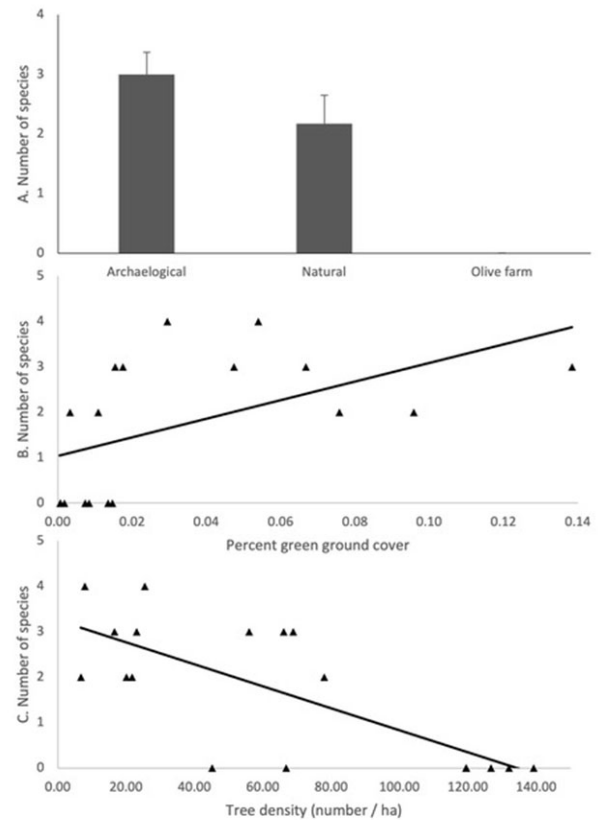 4
3
2
1
0
A. Number of species
Archaelogical Natural Olive farm
5
4
3
2
1
0
B. Number of species
0.00 0.02 0.04 0.06 0.08 0.10 0.12 0.14
Percent green ground cover
5
4
3
2
1
0
C. Number of species
0.00 20.00 40.00 60.00 80.00 100.00 120.00 140.00
Tree density (number / ha)